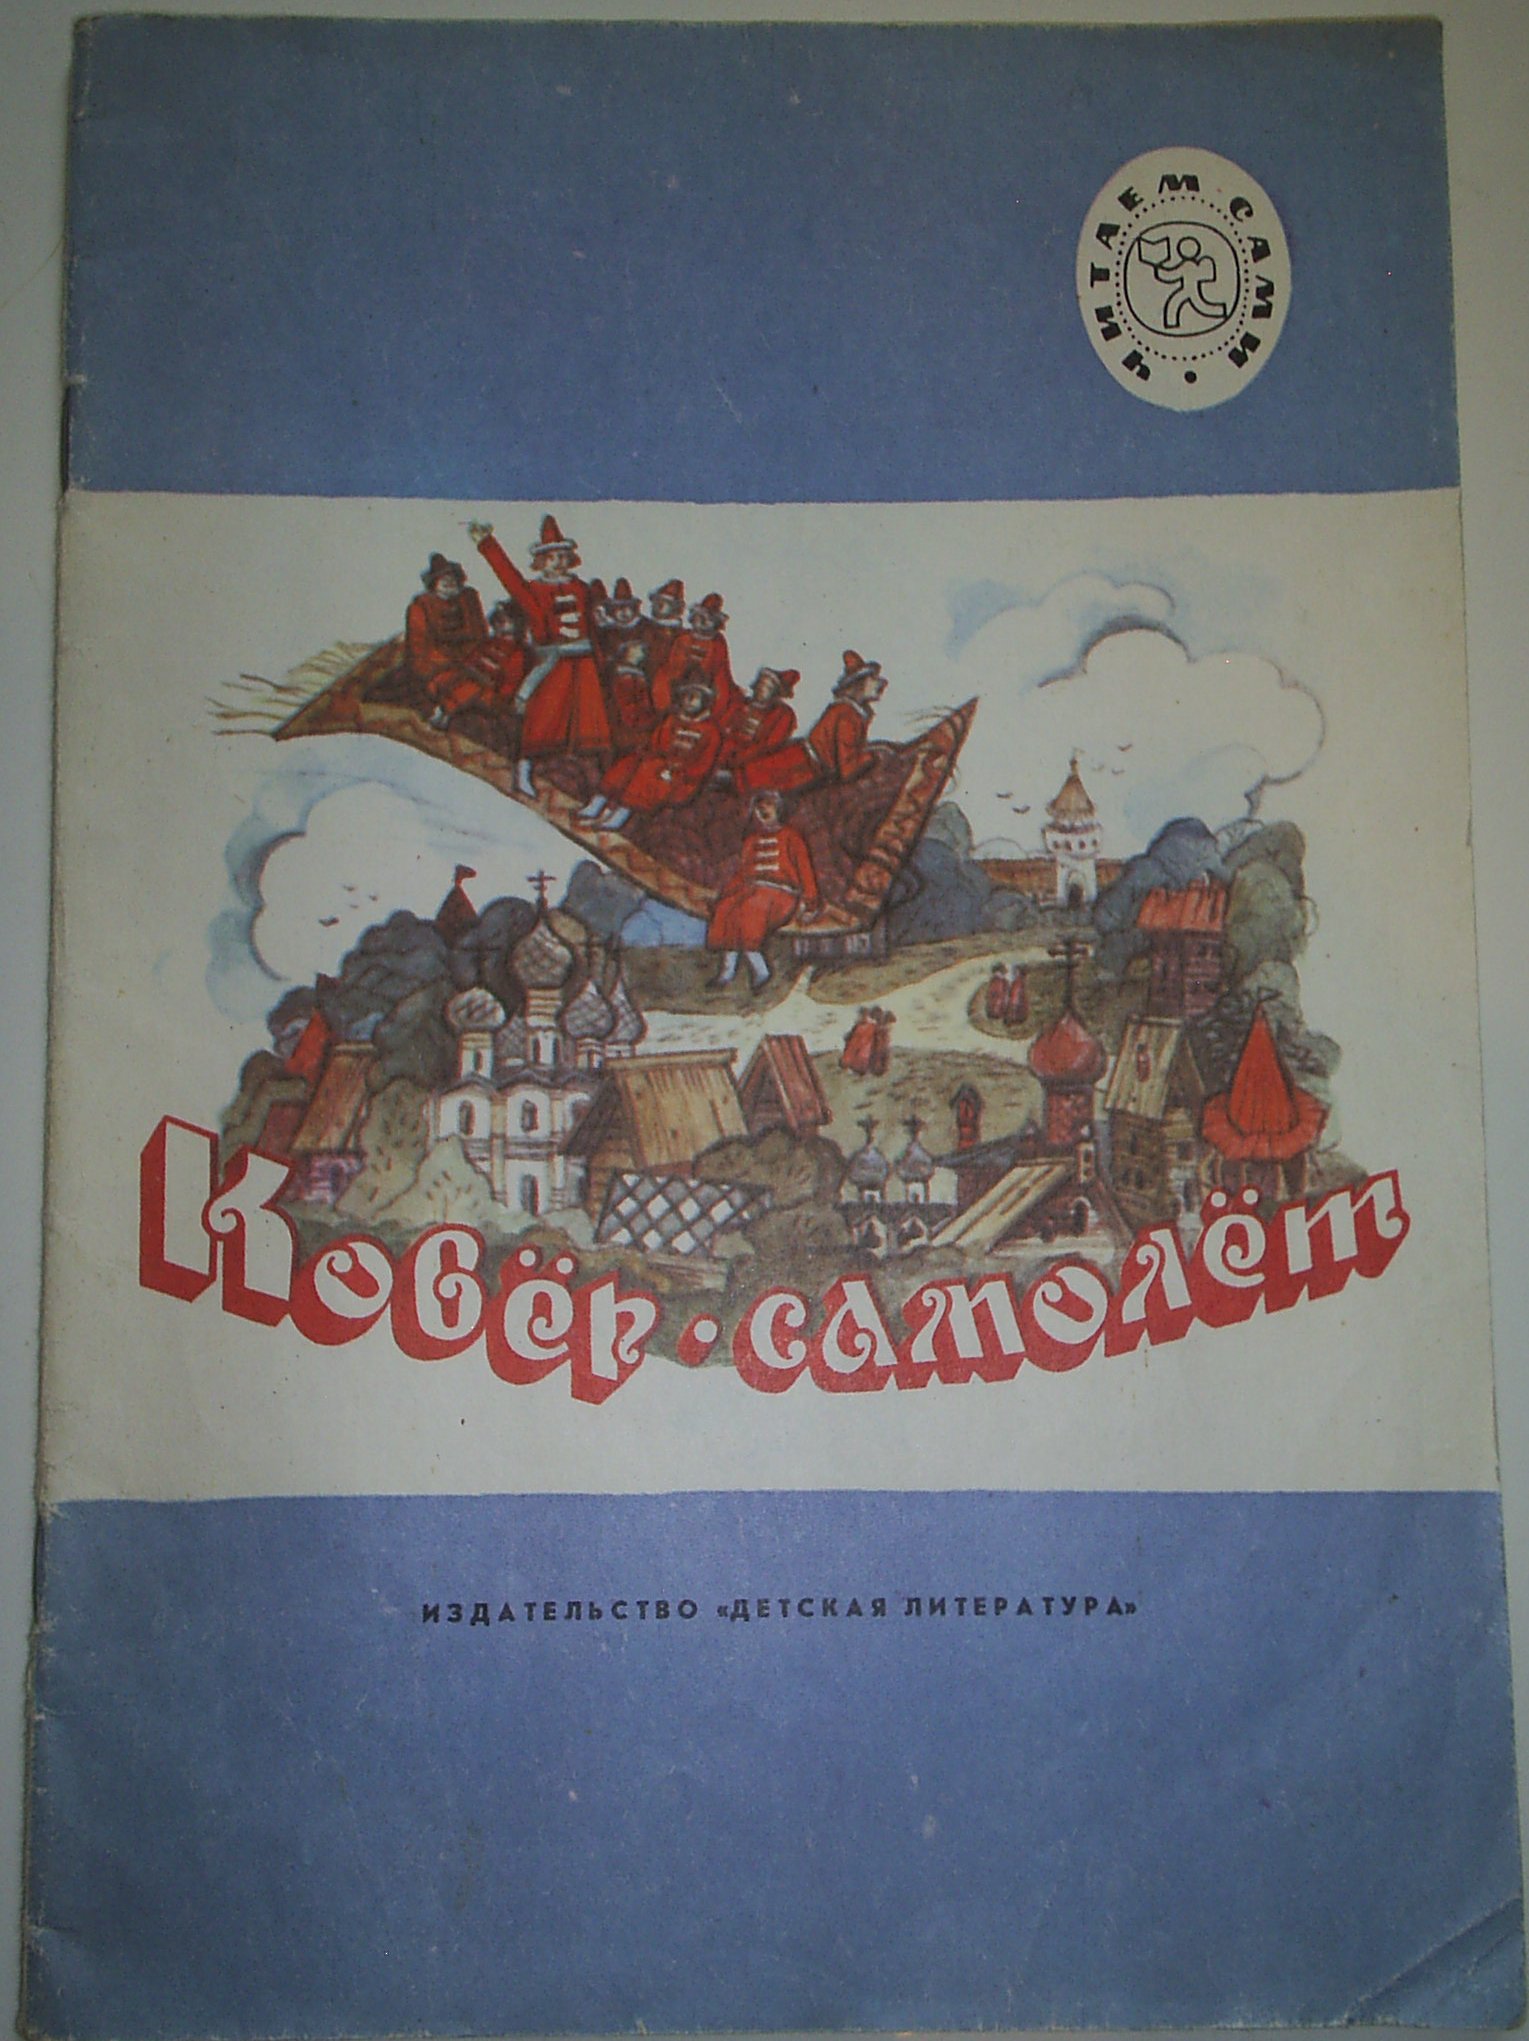 ЧИТАЕМ САМИ •
Ковёр • самолёт
ИЗДАТЕЛЬСТВО «ДЕТСКАЯ ЛИТЕРАТУРА»